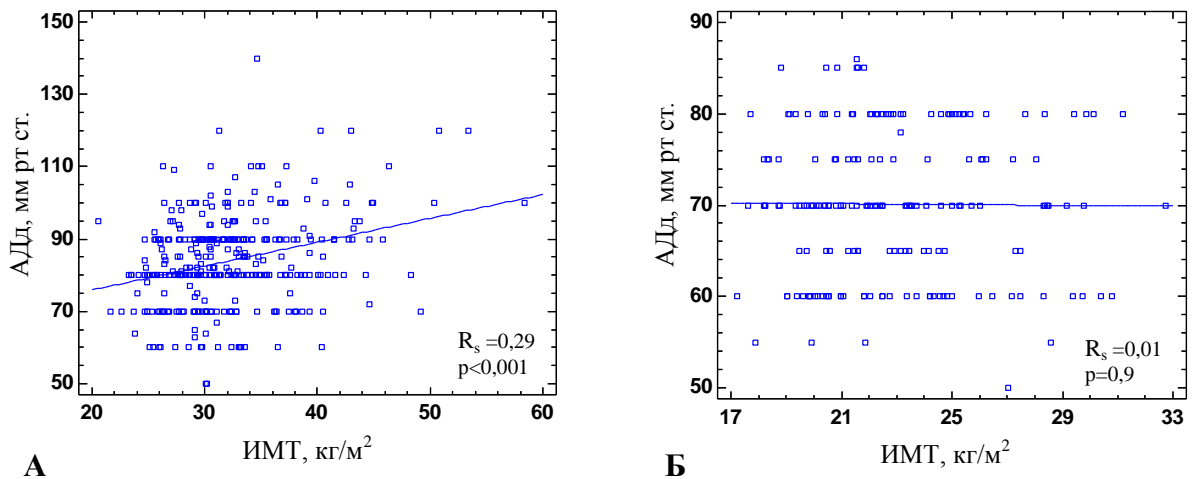 150
130
110
90
70
50
АДд, мм рт ст.
20
30
40
50
60
ИМТ, кг/м²
R_s =0,29
p<0,001
А
90
80
70
60
50
АДд, мм рт ст.
17
21
25
29
33
ИМТ, кг/м²
R_s =0,01
p=0,9
Б